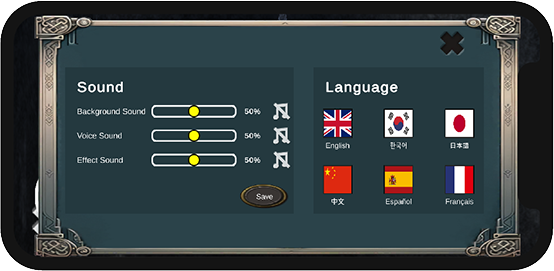 Sound
Background Sound 50%
Voice Sound 50%
Effect Sound 50%
Save
Language
English 한국어 日本語
中文 Español Français